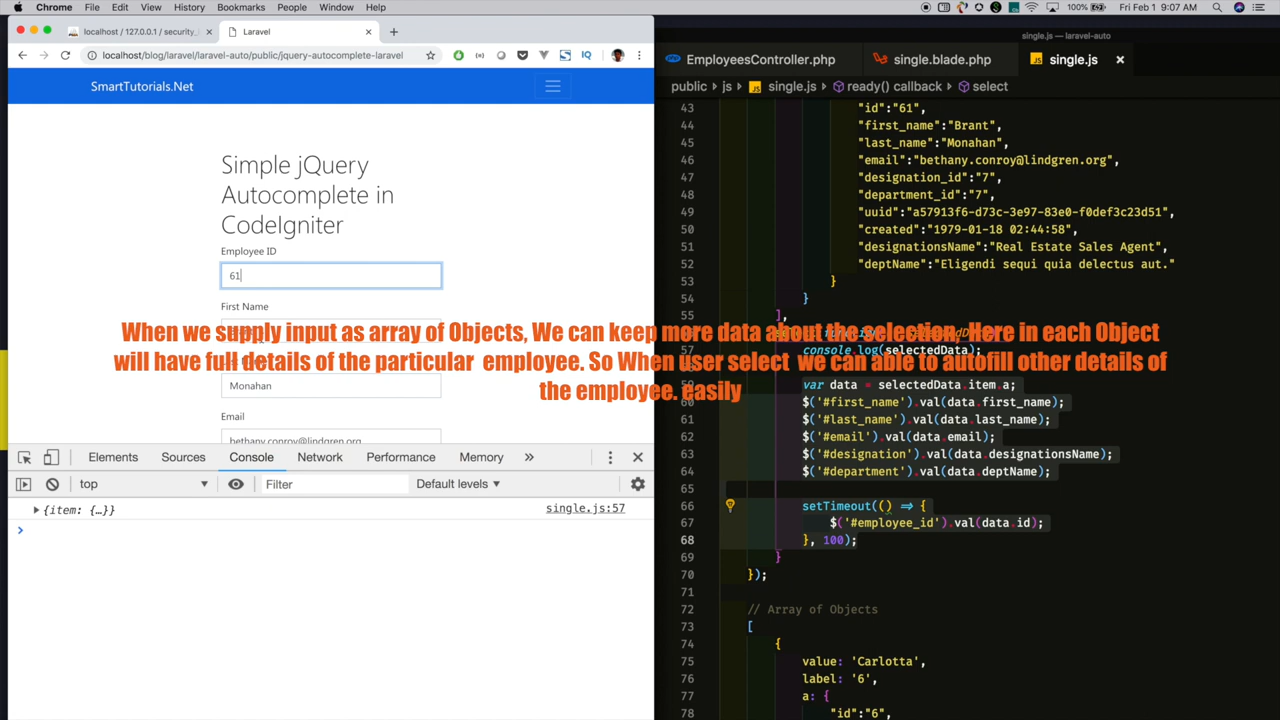 Chrome File Edit View History Bookmarks People Window Help 100% Fri Feb 1 9:07 AM
localhost / 127.0.0.1 / security_
Laravel
localhost/blog/laravel/laravel-auto/public/jquery-autocomplete-laravel
IQ
SmartTutorials.Net
Simple jQuery
Autocomplete in
CodeIgniter
Employee ID
61
First Name
Monahan
Email
bethany.conroy@lindgren.org
When we supply input as array of Objects, We can keep more data about the selection. Here in each Object
will have full details of the particular employee. So When user select we can able to autofill other details of
the employee. easily
Elements Sources Console Network Performance Memory »
top Filter Default levels
{item: {…}} single.js:57
single.js — laravel-auto
EmployeesController.php single.blade.php JS single.js
public › js › JS single.js › ready() callback › select
43 "id":"61",
44 "first_name":"Brant",
45 "last_name":"Monahan",
46 "email":"bethany.conroy@lindgren.org",
47 "designation_id":"7",
48 "department_id":"7",
49 "uuid":"a57913f6-d73c-3e97-83e0-f0def3c23d51",
50 "created":"1979-01-18 02:44:58",
51 "designationsName":"Real Estate Sales Agent",
52 "deptName":"Eligendi sequi quia delectus aut."
53 }
54 }
55 ],
57 console.log(selectedData);
var data = selectedData.item.a;
60 $('#first_name').val(data.first_name);
61 $('#last_name').val(data.last_name);
62 $('#email').val(data.email);
63 $('#designation').val(data.designationsName);
64 $('#department').val(data.deptName);
65
66 setTimeout(() => {
67 $('#employee_id').val(data.id);
68 }, 100);
69 }
70 });
71
72 // Array of Objects
73 [
74 {
75 value: 'Carlotta',
76 label: '6',
77 a: {
78 "id":"6",